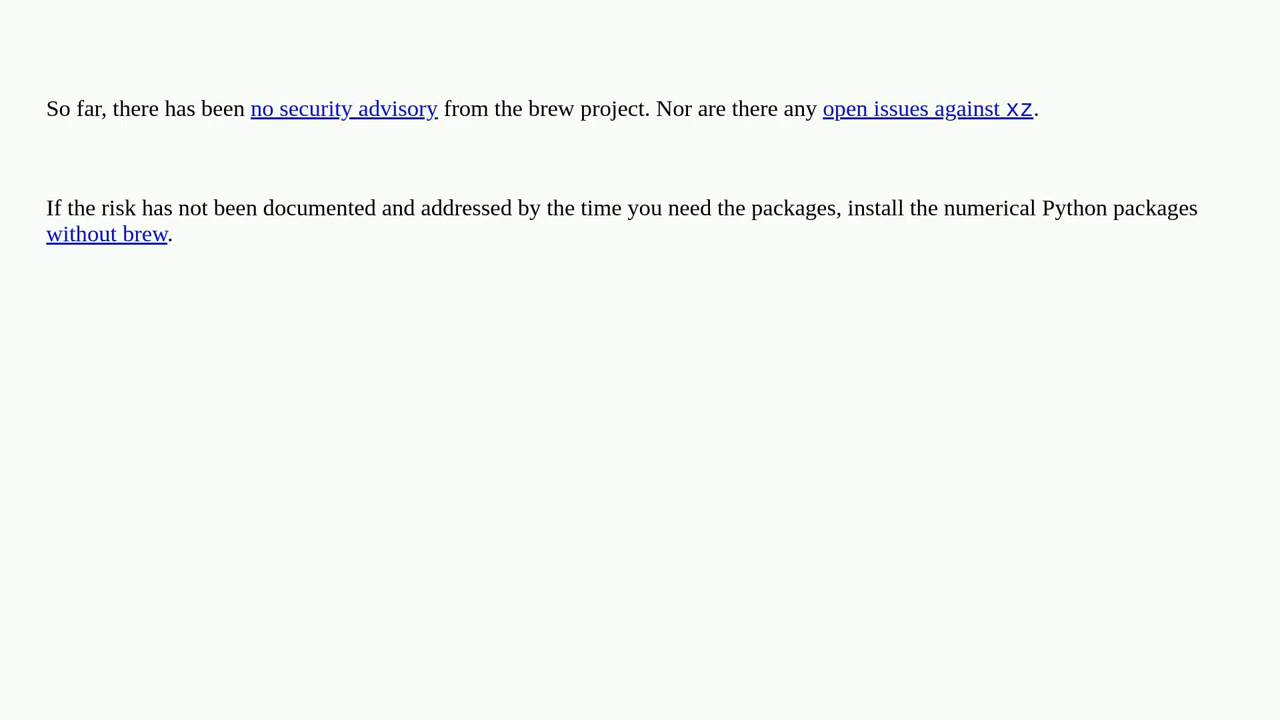 So far, there has been no security advisory from the brew project. Nor are there any open issues against xz.
If the risk has not been documented and addressed by the time you need the packages, install the numerical Python packages
without brew.